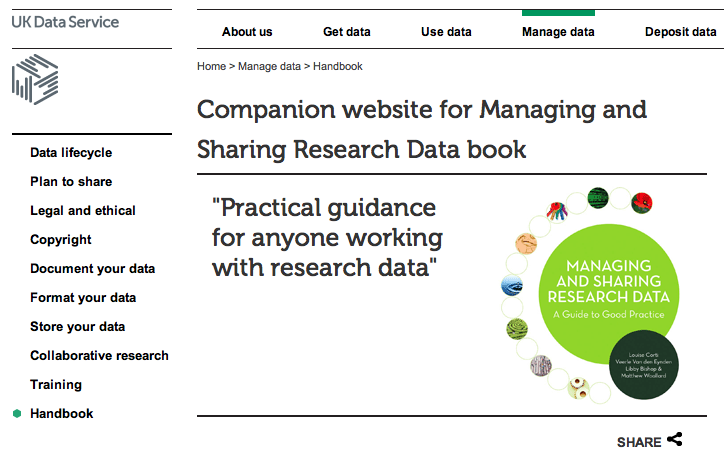 UK Data Service
About us
Get data
Use data
Manage data
Deposit data
Home > Manage data > Handbook
Companion website for Managing and
Sharing Research Data book
Data lifecycle
Plan to share
Legal and ethical
Copyright
Document your data
Format your data
Store your data
Collaborative research
Training
Handbook
"Practical guidance
for anyone working
with research data"
MANAGING
AND SHARING
RESEARCH DATA
A Guide to Good Practice
Louise Corti
Veerle Van den Eynden
Libby Bishop &
Matthew Woollard
SHARE